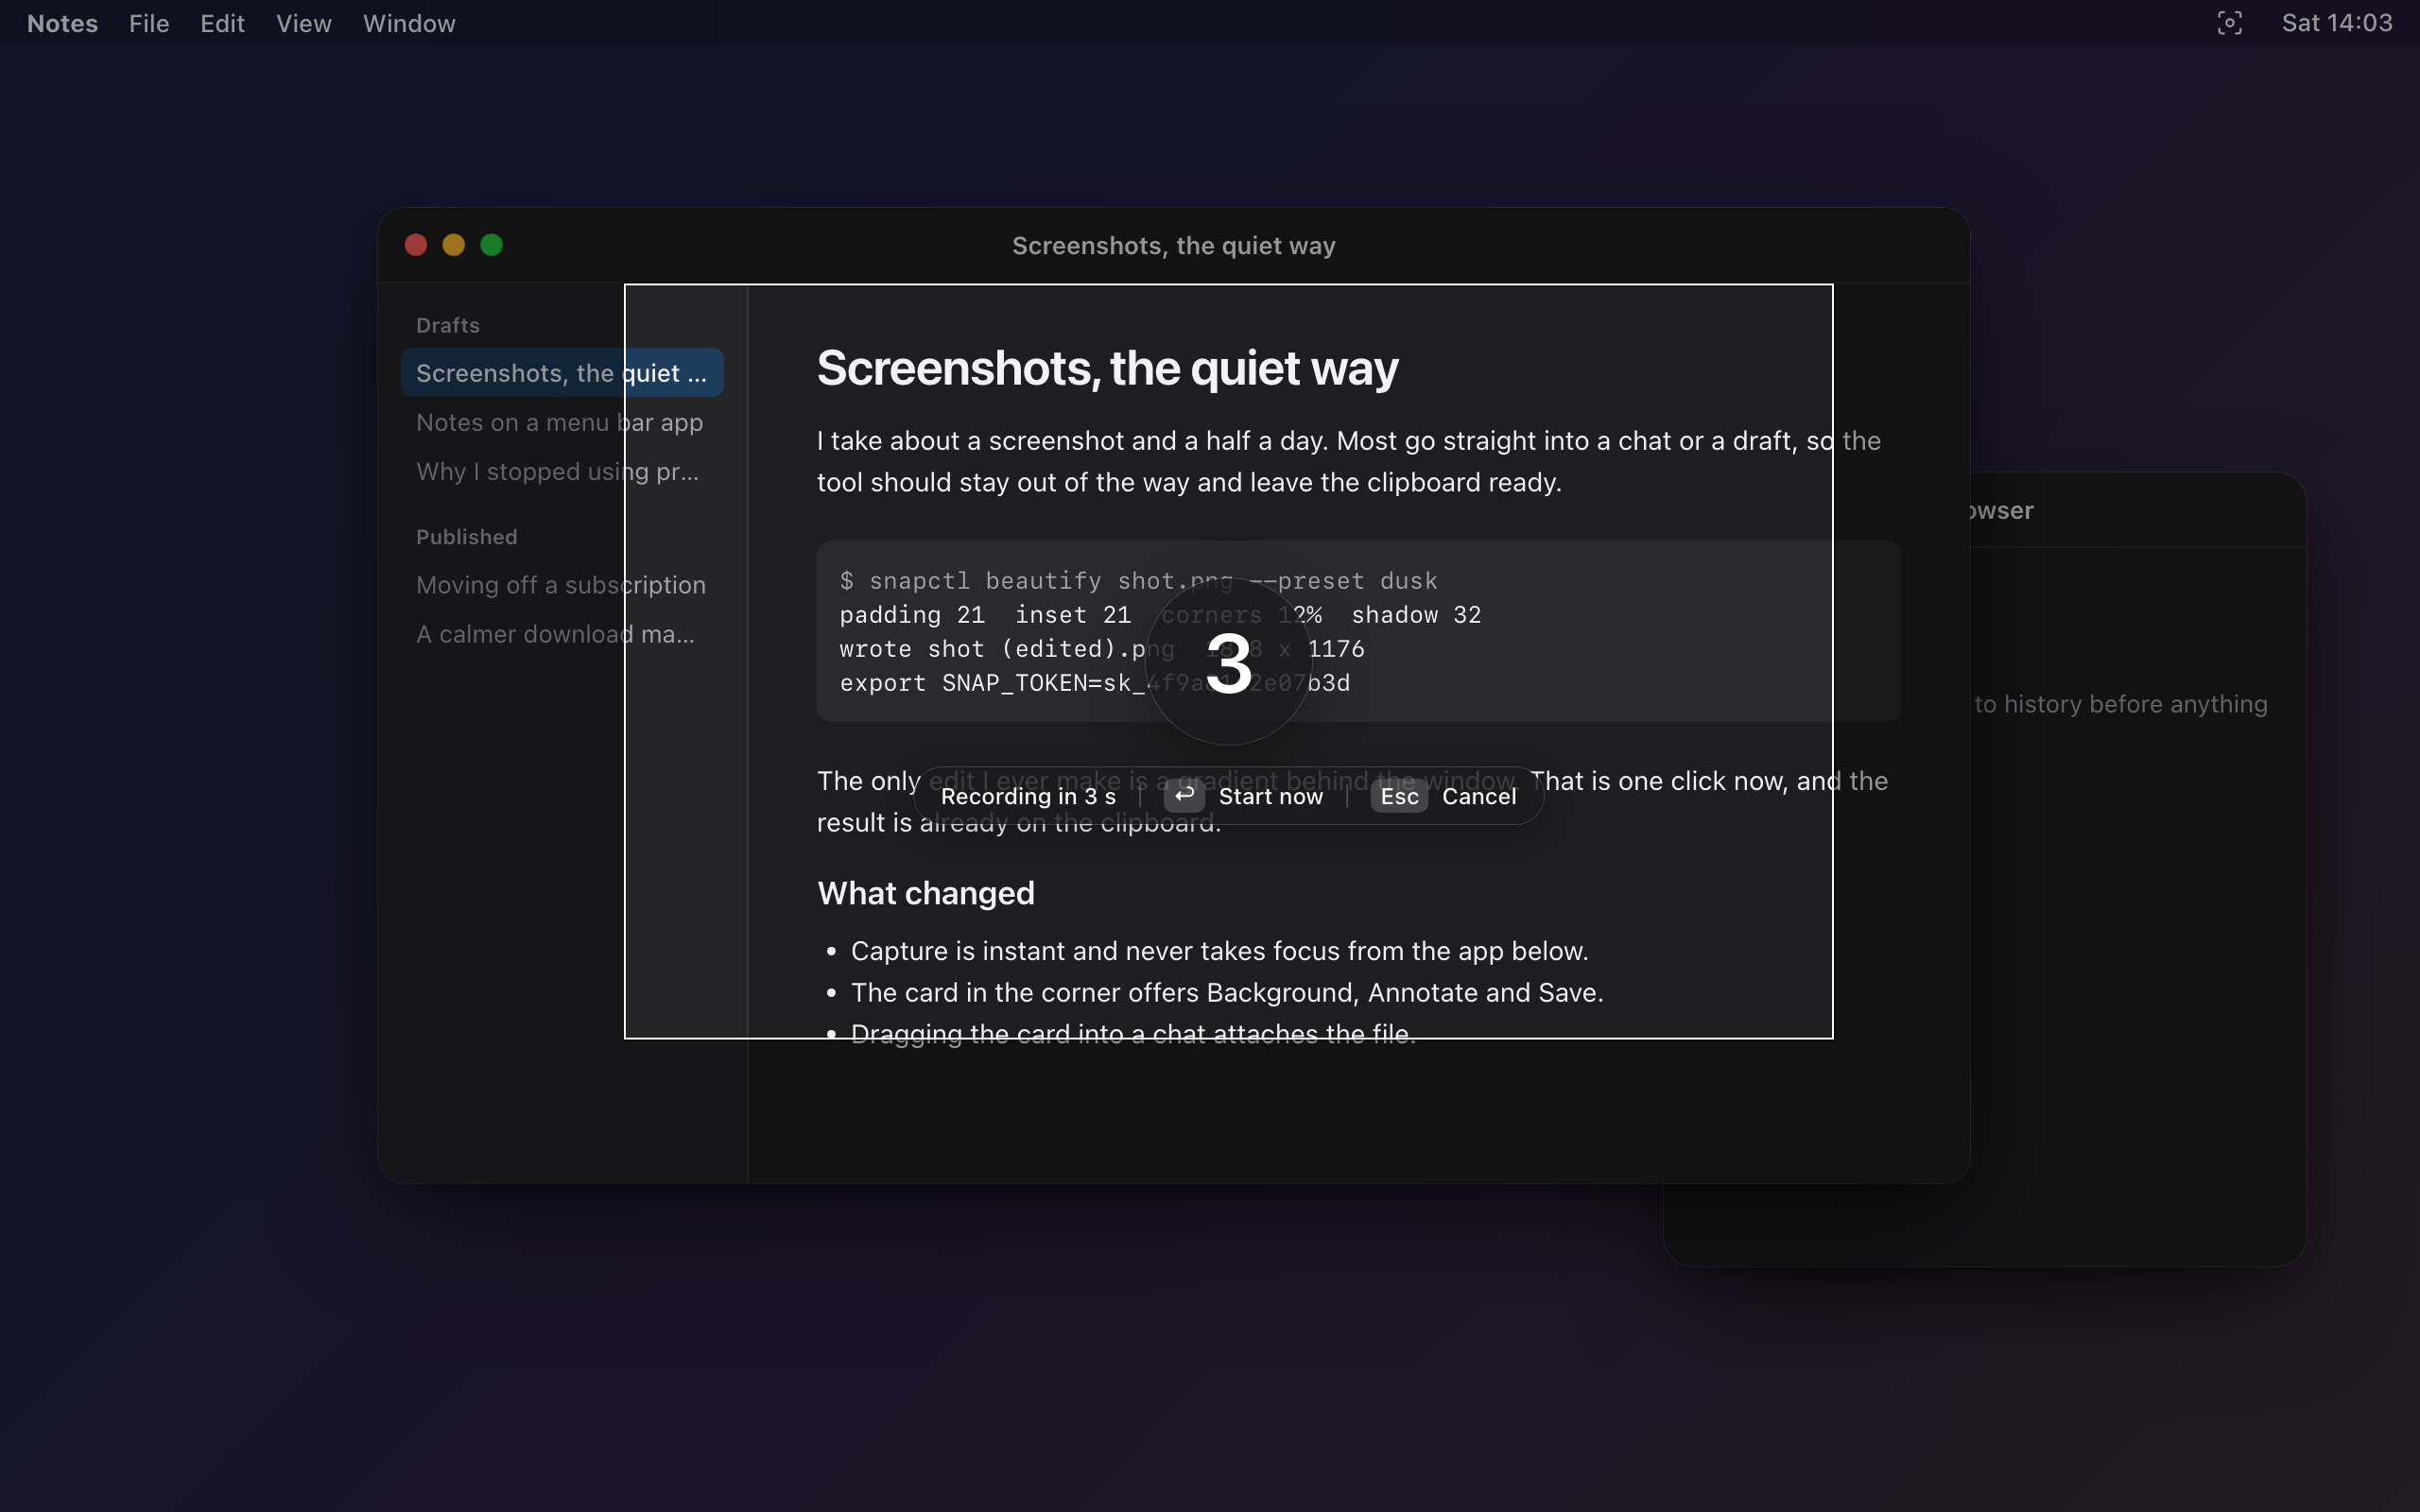 Notes File Edit View Window Sat 14:03
Screenshots, the quiet way
Drafts
Screenshots, the quiet ...
Notes on a menu bar app
Why I stopped using pr...
Published
Moving off a subscription
A calmer download ma...
Screenshots, the quiet way
I take about a screenshot and a half a day. Most go straight into a chat or a draft, so the
tool should stay out of the way and leave the clipboard ready.
$ snapctl beautify shot.png --preset dusk
padding 21 inset 21 corners 12% shadow 32
wrote shot (edited).png x 1176
export SNAP_TOKEN=sk_
3
The only edit I ever make is a gradient behind the window. That is one click now, and the
Recording in 3 s | ↩ Start now | Esc Cancel
result is already on the clipboard.
What changed
• Capture is instant and never takes focus from the app below.
• The card in the corner offers Background, Annotate and Save.
• Dragging the card into a chat attaches the file.
to history before anything